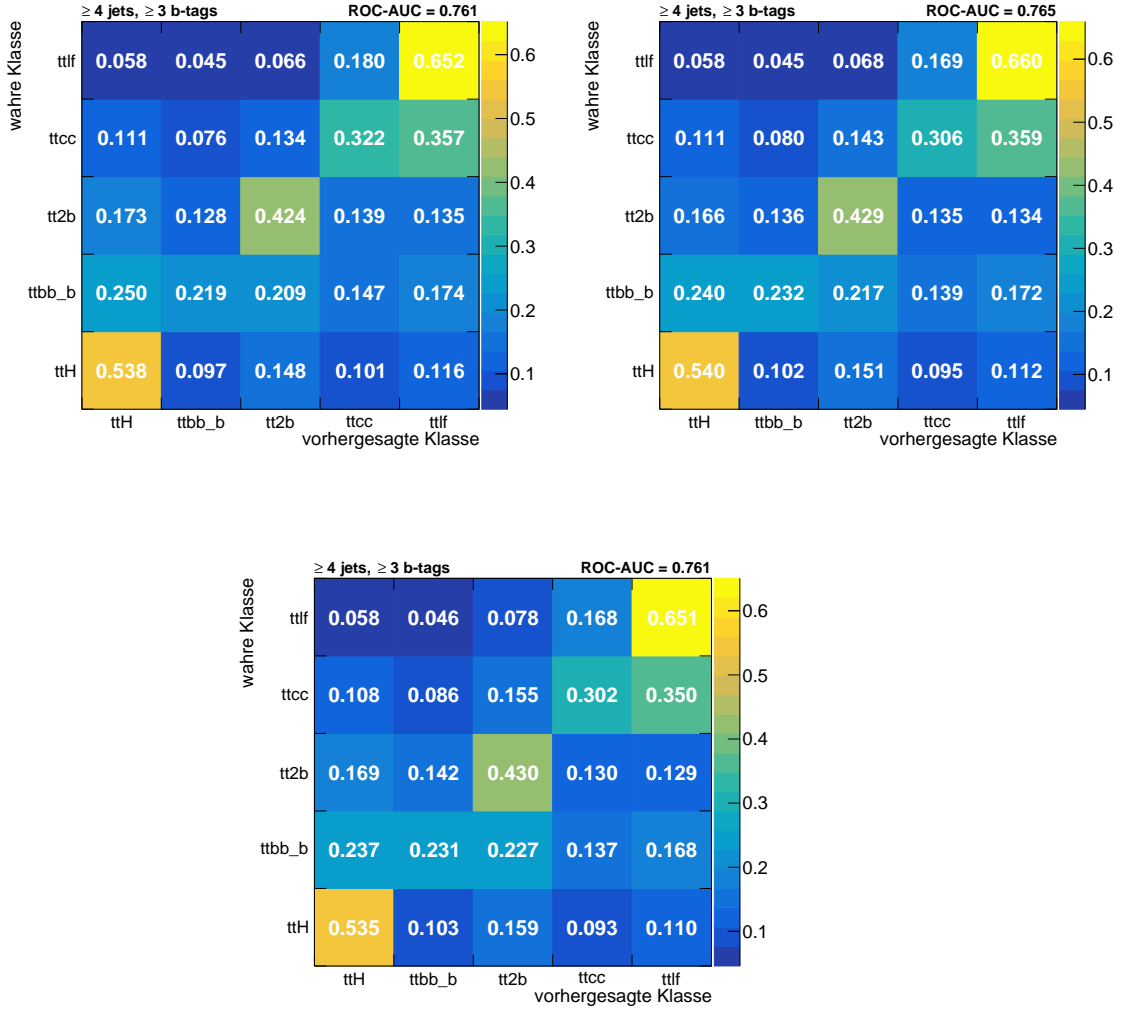 ≥ 4 jets, ≥ 3 b-tags ROC-AUC = 0.761
wahre Klasse
ttlf 0.058 0.045 0.066 0.180 0.652
ttcc 0.111 0.076 0.134 0.322 0.357
tt2b 0.173 0.128 0.424 0.139 0.135
ttbb_b 0.250 0.219 0.209 0.147 0.174
ttH 0.538 0.097 0.148 0.101 0.116
ttH ttbb_b tt2b ttcc ttlf
vorhergesagte Klasse
0.6
0.5
0.4
0.3
0.2
0.1
≥ 4 jets, ≥ 3 b-tags ROC-AUC = 0.765
wahre Klasse
ttlf 0.058 0.045 0.068 0.169 0.660
ttcc 0.111 0.080 0.143 0.306 0.359
tt2b 0.166 0.136 0.429 0.135 0.134
ttbb_b 0.240 0.232 0.217 0.139 0.172
ttH 0.540 0.102 0.151 0.095 0.112
ttH ttbb_b tt2b ttcc ttlf
vorhergesagte Klasse
0.6
0.5
0.4
0.3
0.2
0.1
≥ 4 jets, ≥ 3 b-tags ROC-AUC = 0.761
wahre Klasse
ttlf 0.058 0.046 0.078 0.168 0.651
ttcc 0.108 0.086 0.155 0.302 0.350
tt2b 0.169 0.142 0.430 0.130 0.129
ttbb_b 0.237 0.231 0.227 0.137 0.168
ttH 0.535 0.103 0.159 0.093 0.110
ttH ttbb_b tt2b ttcc ttlf
vorhergesagte Klasse
0.6
0.5
0.4
0.3
0.2
0.1